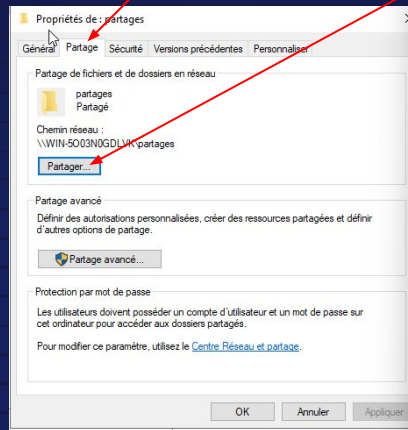 Propriétés de : partages
Général Partage Sécurité Versions précédentes Personnaliser
Partage de fichiers et de dossiers en réseau
partages
Partagé
Chemin réseau :
\\WIN-5O03N0GDLVK\partages
Partager...
Partage avancé
Définir des autorisations personnalisées, créer des ressources partagées et définir
d'autres options de partage.
Partage avancé...
Protection par mot de passe
Les utilisateurs doivent posséder un compte d'utilisateur et un mot de passe sur
cet ordinateur pour accéder aux dossiers partagés.
Pour modifier ce paramètre, utilisez le Centre Réseau et partage.
OK Annuler Appliquer